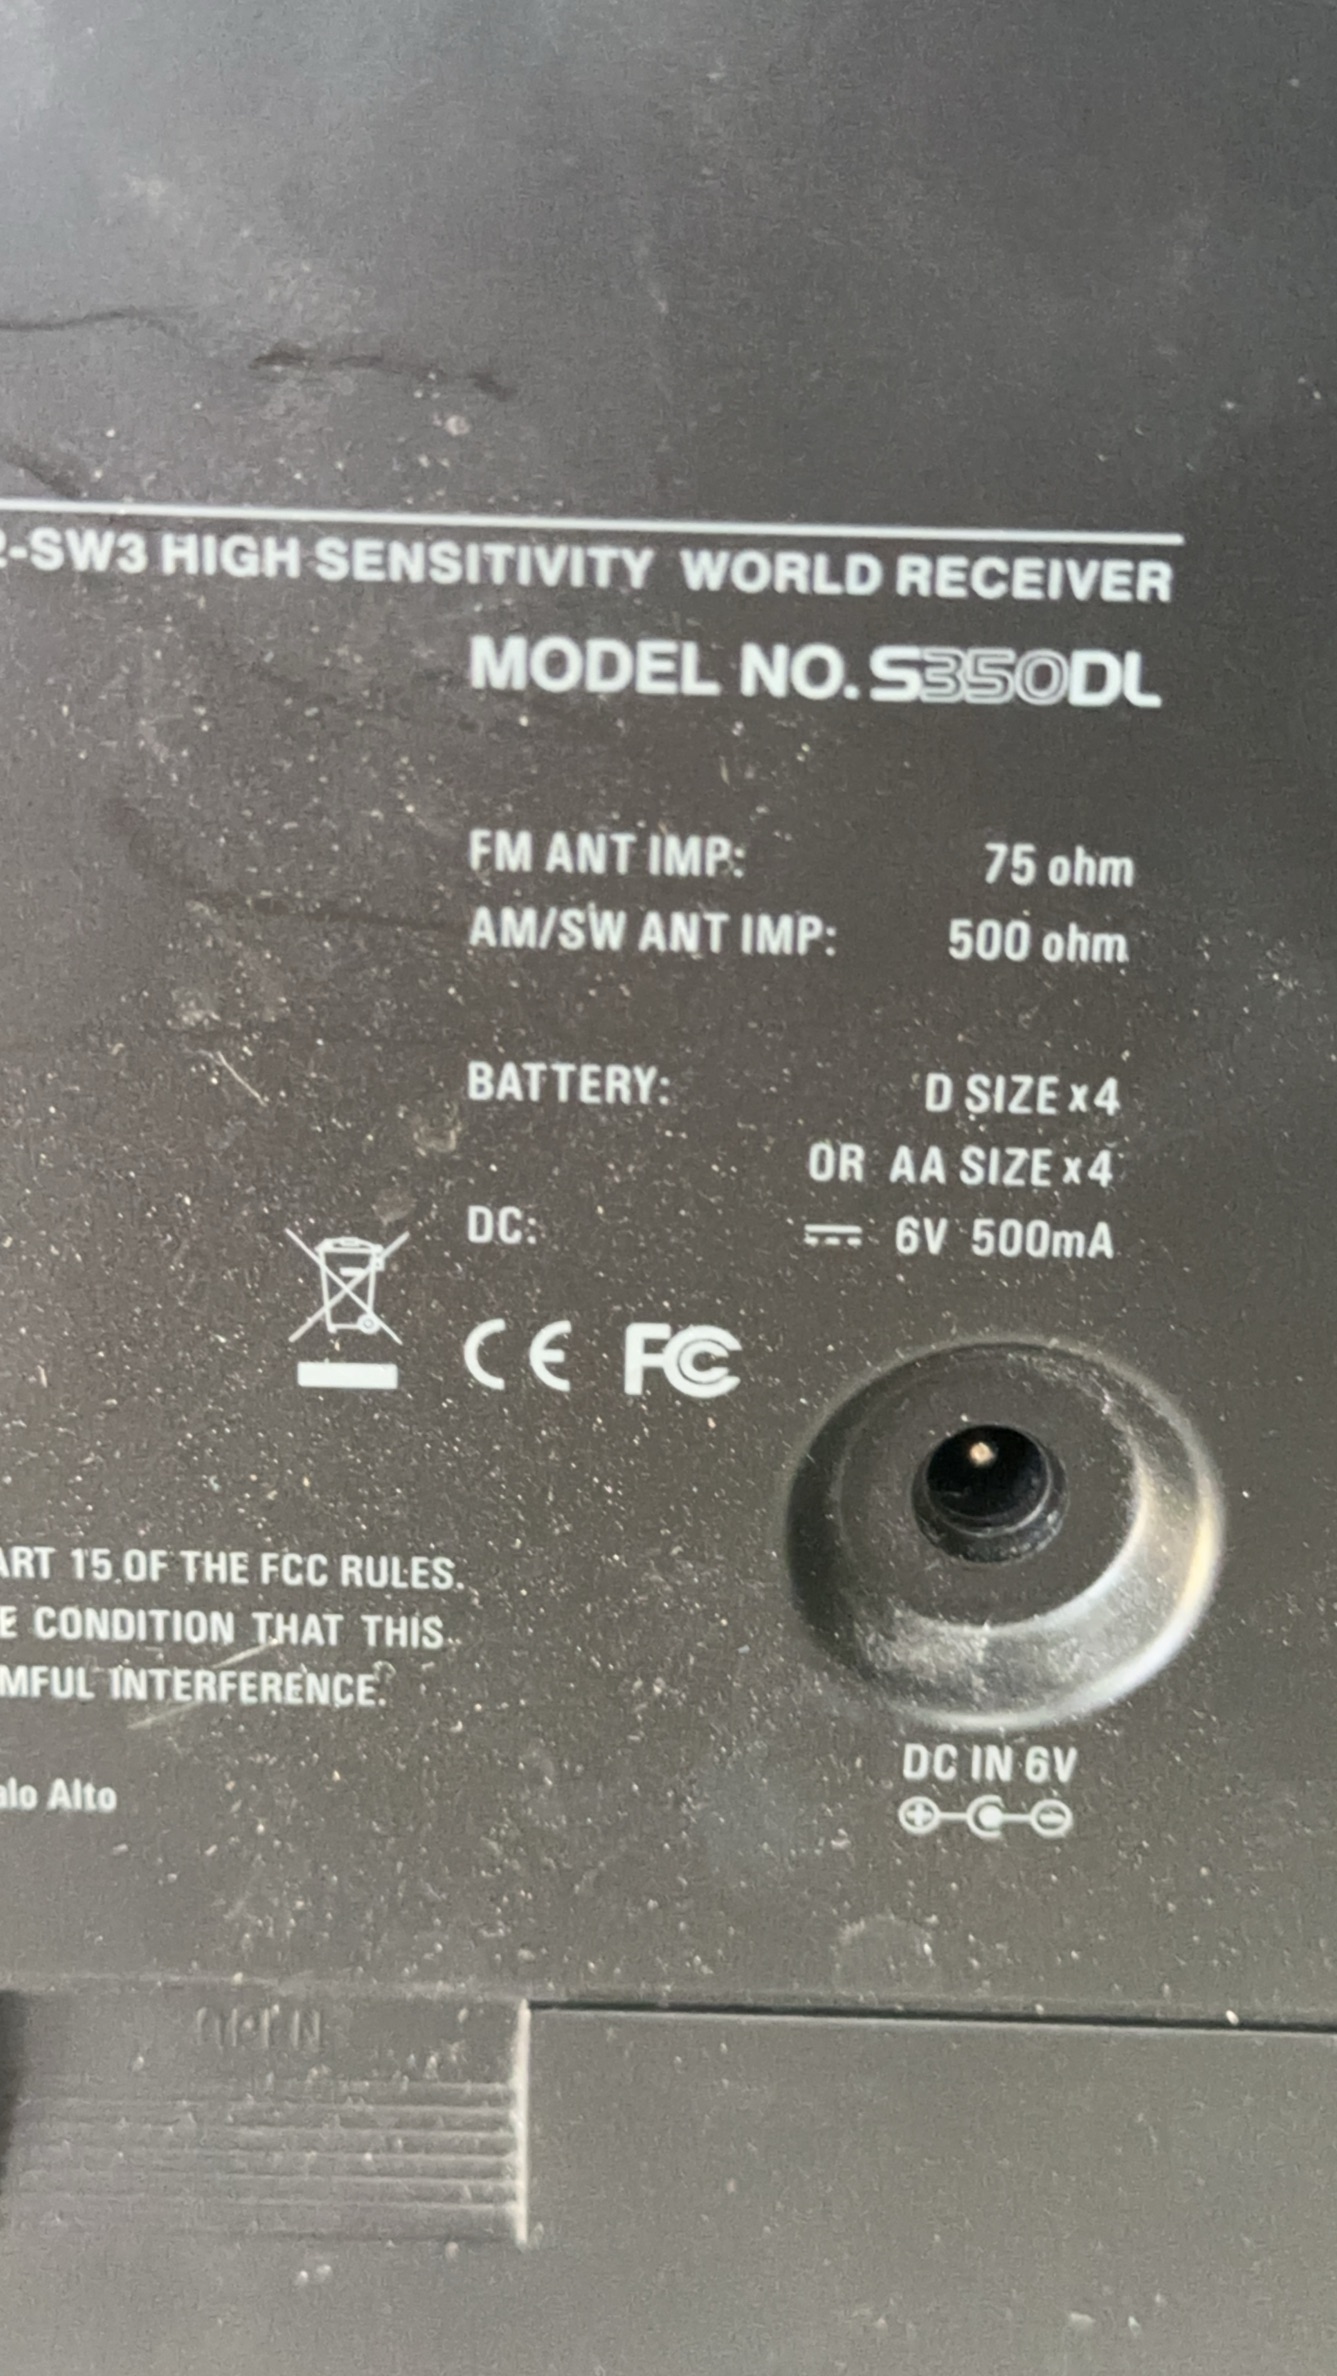 2-SW3 HIGH SENSITIVITY WORLD RECEIVER
MODEL NO. S350DL
FM ANT IMP: 75 ohm
AM/SW ANT IMP: 500 ohm
BATTERY: D SIZE x4
OR AA SIZE x4
DC: 6V 500mA
CE FC
ART 15 OF THE FCC RULES.
E CONDITION THAT THIS
MFUL INTERFERENCE.
alo Alto
DC IN 6V
OPEN